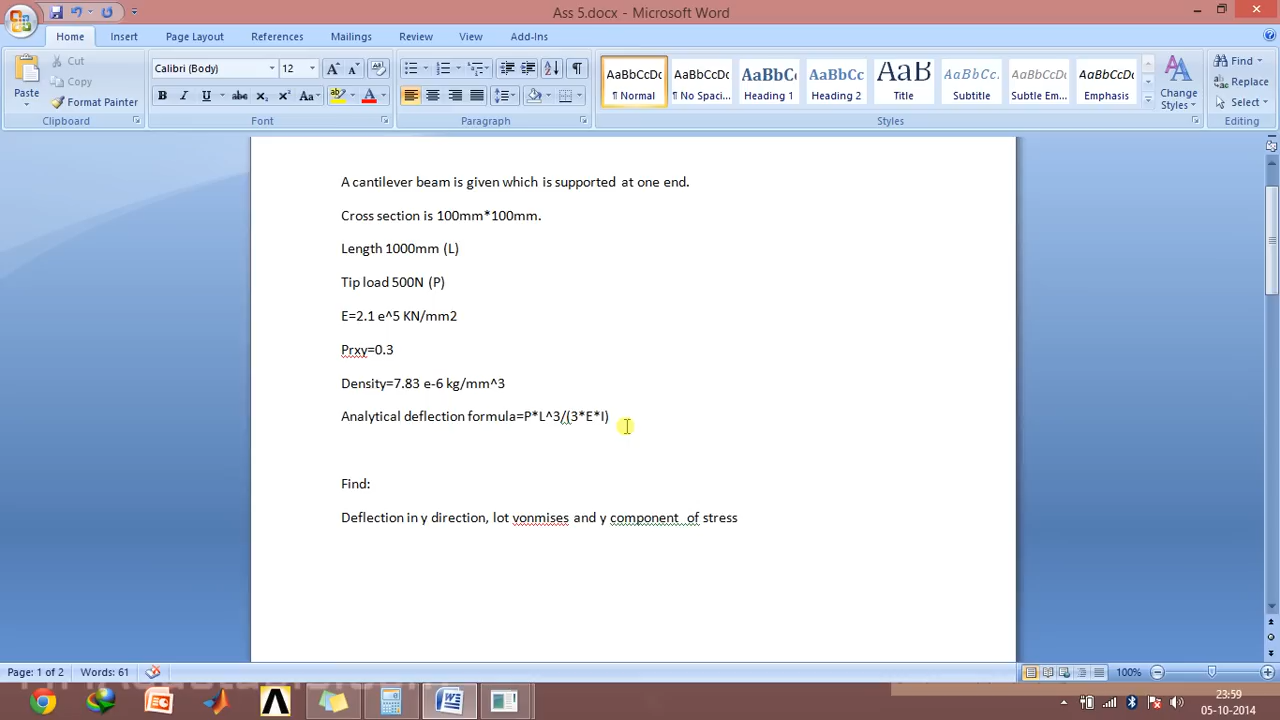 Ass 5.docx - Microsoft Word
Home Insert Page Layout References Mailings Review View Add-Ins
Paste
Cut
Copy
Format Painter
Clipboard
Calibri (Body) 12
Font
Paragraph
AaBbCcDc AaBbCcDc AaBbC AaBbCc AaB AaBbCc. AaBbCcDc AaBbCcDc
¶ Normal ¶ No Spaci... Heading 1 Heading 2 Title Subtitle Subtle Em... Emphasis
Change Styles
Styles
Find
Replace
Select
Editing
A cantilever beam is given which is supported at one end.
Cross section is 100mm*100mm.
Length 1000mm (L)
Tip load 500N (P)
E=2.1 e^5 KN/mm2
Prxy=0.3
Density=7.83 e-6 kg/mm^3
Analytical deflection formula=P*L^3/(3*E*I)
Find:
Deflection in y direction, lot vonmises and y component of stress
Page: 1 of 2 Words: 61
100%
23:59
05-10-2014